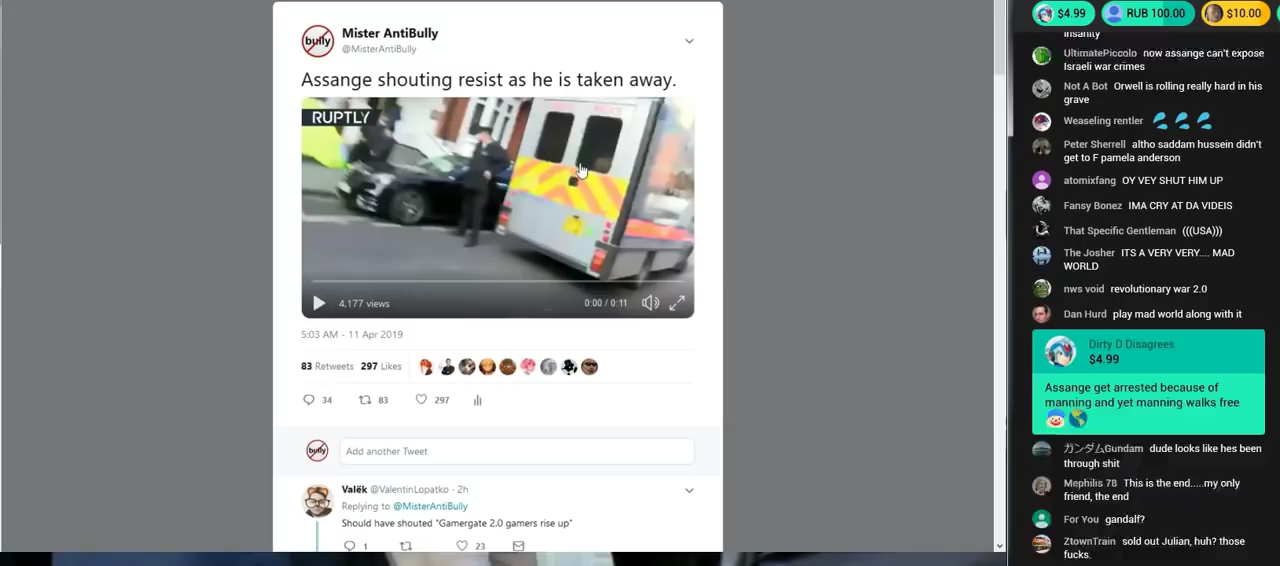 bully
Mister AntiBully
@MisterAntiBully
Assange shouting resist as he is taken away.
RUPTLY
4,177 views
0:00 / 0:11
5:03 AM - 11 Apr 2019
83 Retweets 297 Likes
34
83
297
bully
Add another Tweet
Valëk @ValentinLopatko · 2h
Replying to @MisterAntiBully
Should have shouted "Gamergate 2.0 gamers rise up"
1
23
$4.99
RUB 100.00
$10.00
insanity
UltimatePiccolo now assange can't expose
Israeli war crimes
Not A Bot Orwell is rolling really hard in his
grave
Weaseling rentler 💦 💦 💦
Peter Sherrell altho saddam hussein didn't
get to F pamela anderson
atomixfang OY VEY SHUT HIM UP
Fansy Bonez IMA CRY AT DA VIDEIS
That Specific Gentleman (((USA)))
The Josher ITS A VERY VERY.... MAD
WORLD
nws void revolutionary war 2.0
Dan Hurd play mad world along with it
Dirty D Disagrees
$4.99
Assange get arrested because of
manning and yet manning walks free
🤡 🌎
ガンダムGundam dude looks like hes been
through shit
Mephilis 78 This is the end.....my only
friend, the end
For You gandalf?
ZtownTrain sold out Julian, huh? those
fucks.